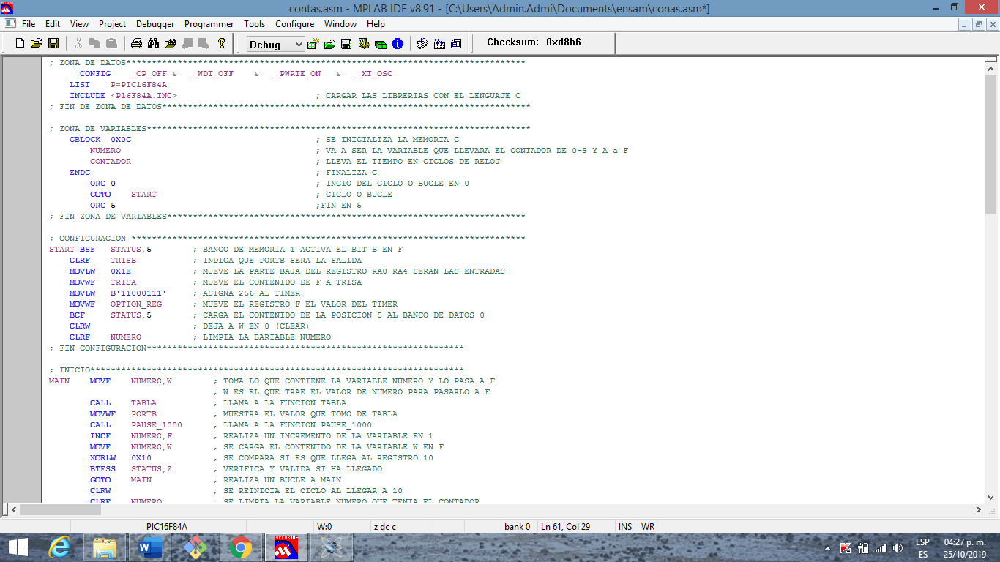 contas.asm - MPLAB IDE v8.91 - [C:\Users\Admin.Admi\Documents\ensam\conas.asm*]
File Edit View Project Debugger Programmer Tools Configure Window Help
Debug Checksum: 0xd8b6
; ZONA DE DATOS******************************************************************************
__CONFIG _CP_OFF & _WDT_OFF & _PWRTE_ON & _XT_OSC
LIST P=PIC16F84A
INCLUDE <P16F84A.INC> ; CARGAR LAS LIBRERIAS CON EL LENGUAJE C
; FIN DE ZONA DE DATOS************************************************************************
; ZONA DE VARIABLES***************************************************************************
CBLOCK 0X0C ; SE INICIALIZA LA MEMORIA C
NUMERO ; VA A SER LA VARIABLE QUE LLEVARA EL CONTADOR DE 0-9 Y A a F
CONTADOR ; LLEVA EL TIEMPO EN CICLOS DE RELOJ
ENDC ; FINALIZA C
ORG 0 ; INCIO DEL CICLO O BUCLE EN 0
GOTO START ; CICLO O BUCLE
ORG 5 ;FIN EN 5
; FIN ZONA DE VARIABLES**********************************************************************
; CONFIGURACION *****************************************************************************
START BSF STATUS,5 ; BANCO DE MEMORIA 1 ACTIVA EL BIT B EN F
CLRF TRISB ; INDICA QUE PORTB SERA LA SALIDA
MOVLW 0X1E ; MUEVE LA PARTE BAJA DEL REGISTRO RA0 RA4 SERAN LAS ENTRADAS
MOVWF TRISA ; MUEVE EL CONTENIDO DE F A TRISA
MOVLW B'11000111' ; ASIGNA 256 AL TIMER
MOVWF OPTION_REG ; MUEVE EL REGISTRO F EL VALOR DEL TIMER
BCF STATUS,5 ; CARGA EL CONTENIDO DE LA POSICION 5 AL BANCO DE DATOS 0
CLRW ; DEJA A W EN 0 (CLEAR)
CLRF NUMERO ; LIMPIA LA BARIABLE NUMERO
; FIN CONFIGURACION**************************************************************
; INICIO*************************************************************************
MAIN MOVF NUMERO,W ; TOMA LO QUE CONTIENE LA VARIABLE NUMERO Y LO PASA A F
; W ES EL QUE TRAE EL VALOR DE NUMERO PARA PASARLO A F
CALL TABLA ; LLAMA A LA FUNCION TABLA
MOVWF PORTB ; MUESTRA EL VALOR QUE TOMO DE TABLA
CALL PAUSE_1000 ; LLAMA A LA FUNCION PAUSE_1000
INCF NUMERO,F ; REALIZA UN INCREMENTO DE LA VARIABLE EN 1
MOVF NUMERO,W ; SE CARGA EL CONTENIDO DE LA VARIABLE W EN F
XORLW 0X10 ; SE COMPARA SI ES QUE LLEGA AL REGISTRO 10
BTFSS STATUS,Z ; VERIFICA Y VALIDA SI HA LLEGADO
GOTO MAIN ; REALIZA UN BUCLE A MAIN
CLRW ; SE REINICIA EL CICLO AL LLEGAR A 10
CLRF NUMERO ; SE LIMPIA LA VARIABLE NUMERO QUE TENIA EL CONTADOR
PIC16F84A W:0 z dc c bank 0 Ln 61, Col 29 INS WR
MPLAB IDE
ESP 04:27 p. m.
ES 25/10/2019